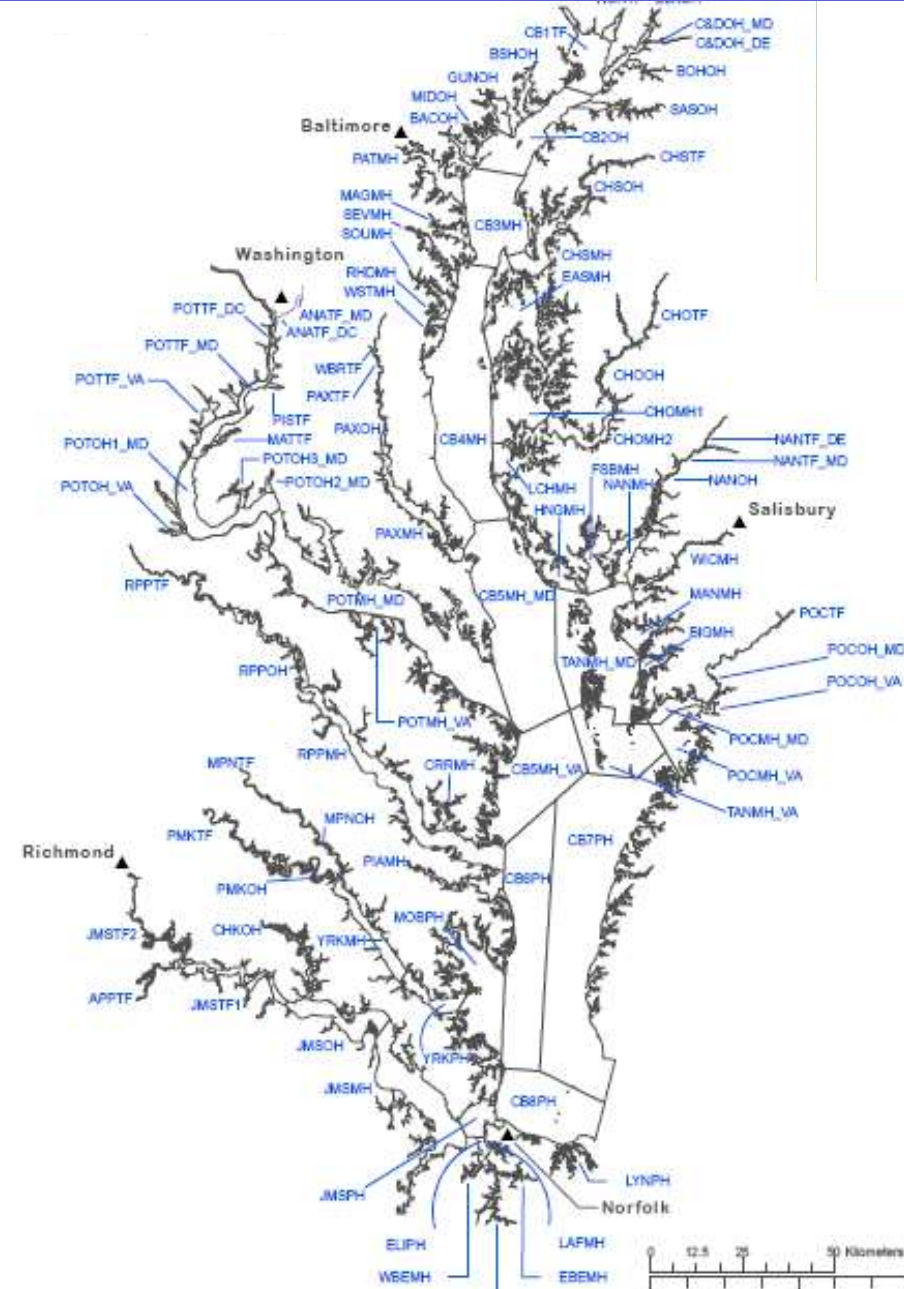 C&DOH_MD
CB1TF
C&DOH_DE
BSHOH
BOHOH
GUNOH
MIDOH
SASOH
BACOH
Baltimore
CB2OH
PATMH
CHSTF
CHSOH
MAGMH
SEVMH
CB3MH
SOUMH
Washington
CHSMH
RHDMH
EASMH
WSTMH
POTTF_DC
ANATF_MD
CHOTF
ANATF_DC
POTTF_MD
WBRTF
POTTF_VA
CHOOH
PAXTF
PISTF
CHOMH1
PAXOH
MATTF
CB4MH
CHOMH2
NANTF_DE
POTOH1_MD
POTOH3_MD
NANTF_MD
FSBMH
POTOH2_MD
NANOH
POTOH_VA
LCHMH
NANMH
HNGMH
Salisbury
PAXMH
WICMH
RPPTF
POTMH_MD
CB5MH_MD
MANMH
POCTF
BIGMH
POCOH_MD
TANMH_MD
RPPOH
POCOH_VA
POTMH_VA
POCMH_MD
RPPMH
MPNTF
CRRMH
CB5MH_VA
POCMH_VA
TANMH_VA
MPNOH
PMKTF
CB7PH
Richmond
PIAMH
CB6PH
PMKOH
MOBPH
CHKOH
JMSTF2
YRKMH
APPTF
JMSTF1
JMSOH
YRKPH
JMSMH
CB8PH
LYNPH
JMSPH
Norfolk
ELIPH
LAFMH
WBEMH
EBEMH
0 12.5 25 50 Kilometers